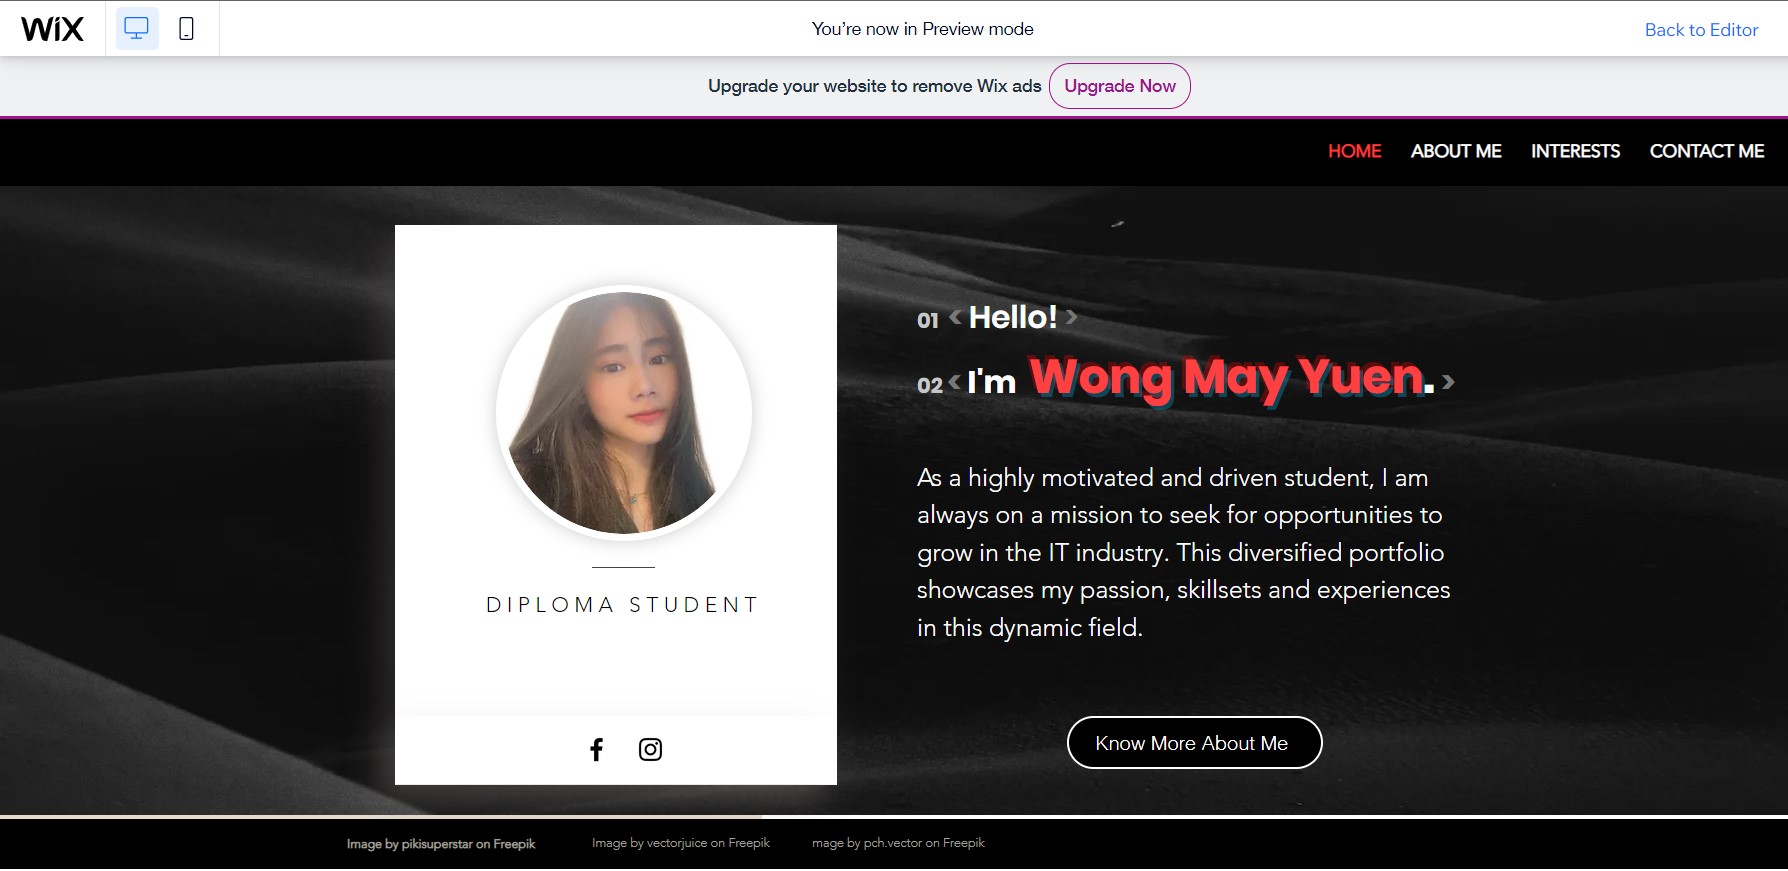 WiX
You're now in Preview mode
Back to Editor
Upgrade your website to remove Wix ads
Upgrade Now
HOME ABOUT ME INTERESTS CONTACT ME
01 < Hello! >
02 < I'm Wong May Yuen. >
As a highly motivated and driven student, I am
always on a mission to seek for opportunities to
grow in the IT industry. This diversified portfolio
showcases my passion, skillsets and experiences
in this dynamic field.
DIPLOMA STUDENT
Know More About Me
Image by pikisuperstar on Freepik
Image by vectorjuice on Freepik
mage by pch.vector on Freepik